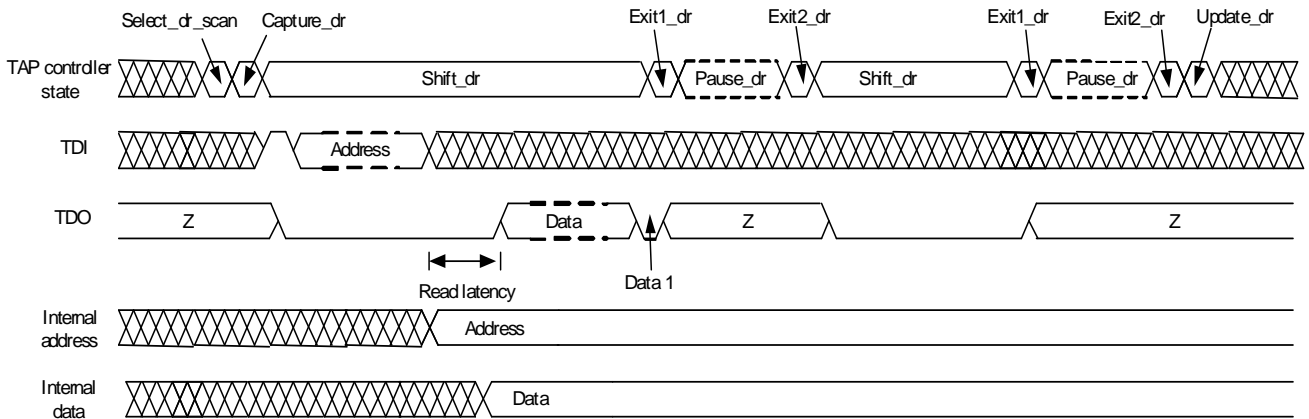 Select_dr_scan Capture_dr Exit1_dr Exit2_dr Exit1_dr Exit2_dr Update_dr
TAP controller
state
Shift_dr Pause_dr Shift_dr Pause_dr
TDI
Address
TDO
Z Data Z Z
Read latency
Data 1
Internal
address
Address
Internal
data
Data